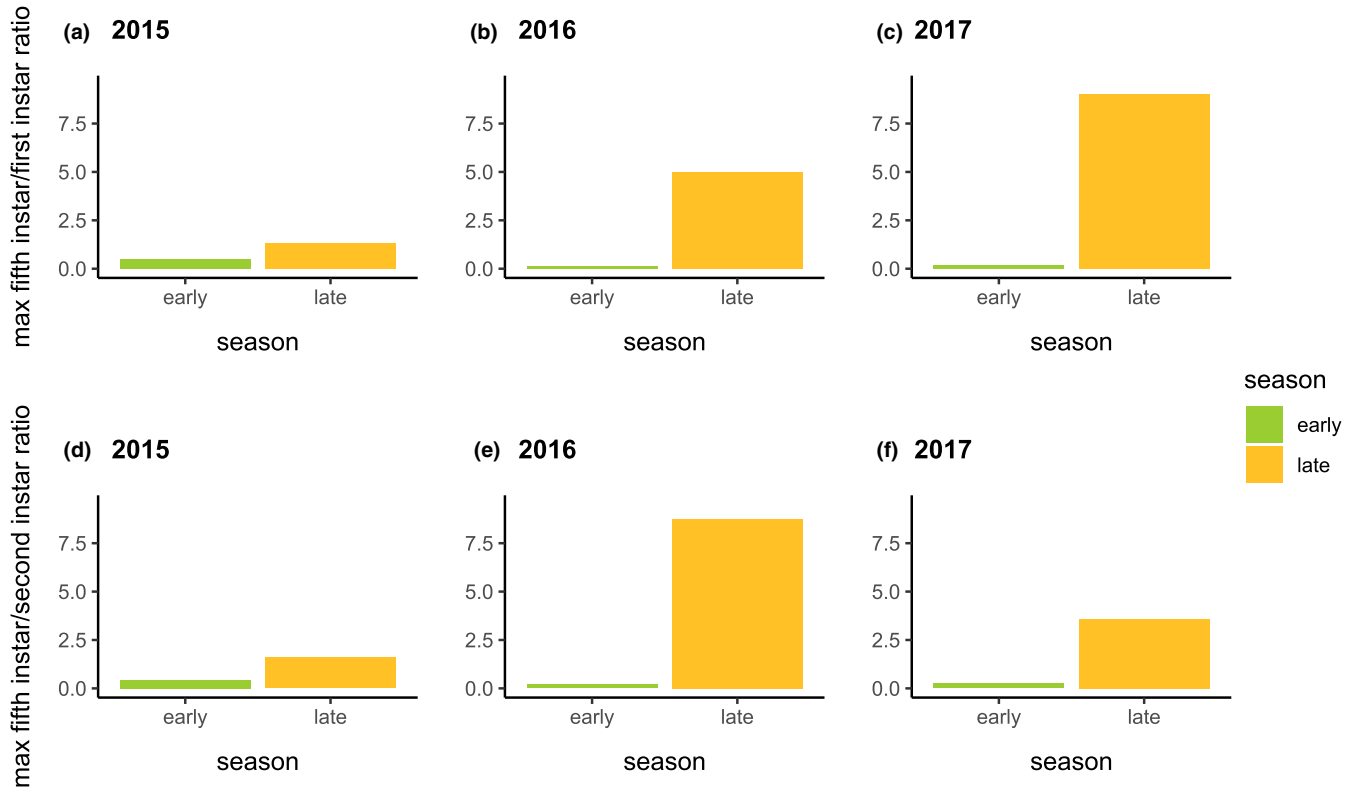 (a) 2015
(b) 2016
(c) 2017
max fifth instar/first instar ratio
7.5
5.0
2.5
0.0
early late
season
7.5
5.0
2.5
0.0
early late
season
7.5
5.0
2.5
0.0
early late
season
season
early
late
(d) 2015
(e) 2016
(f) 2017
max fifth instar/second instar ratio
7.5
5.0
2.5
0.0
early late
season
7.5
5.0
2.5
0.0
early late
season
7.5
5.0
2.5
0.0
early late
season